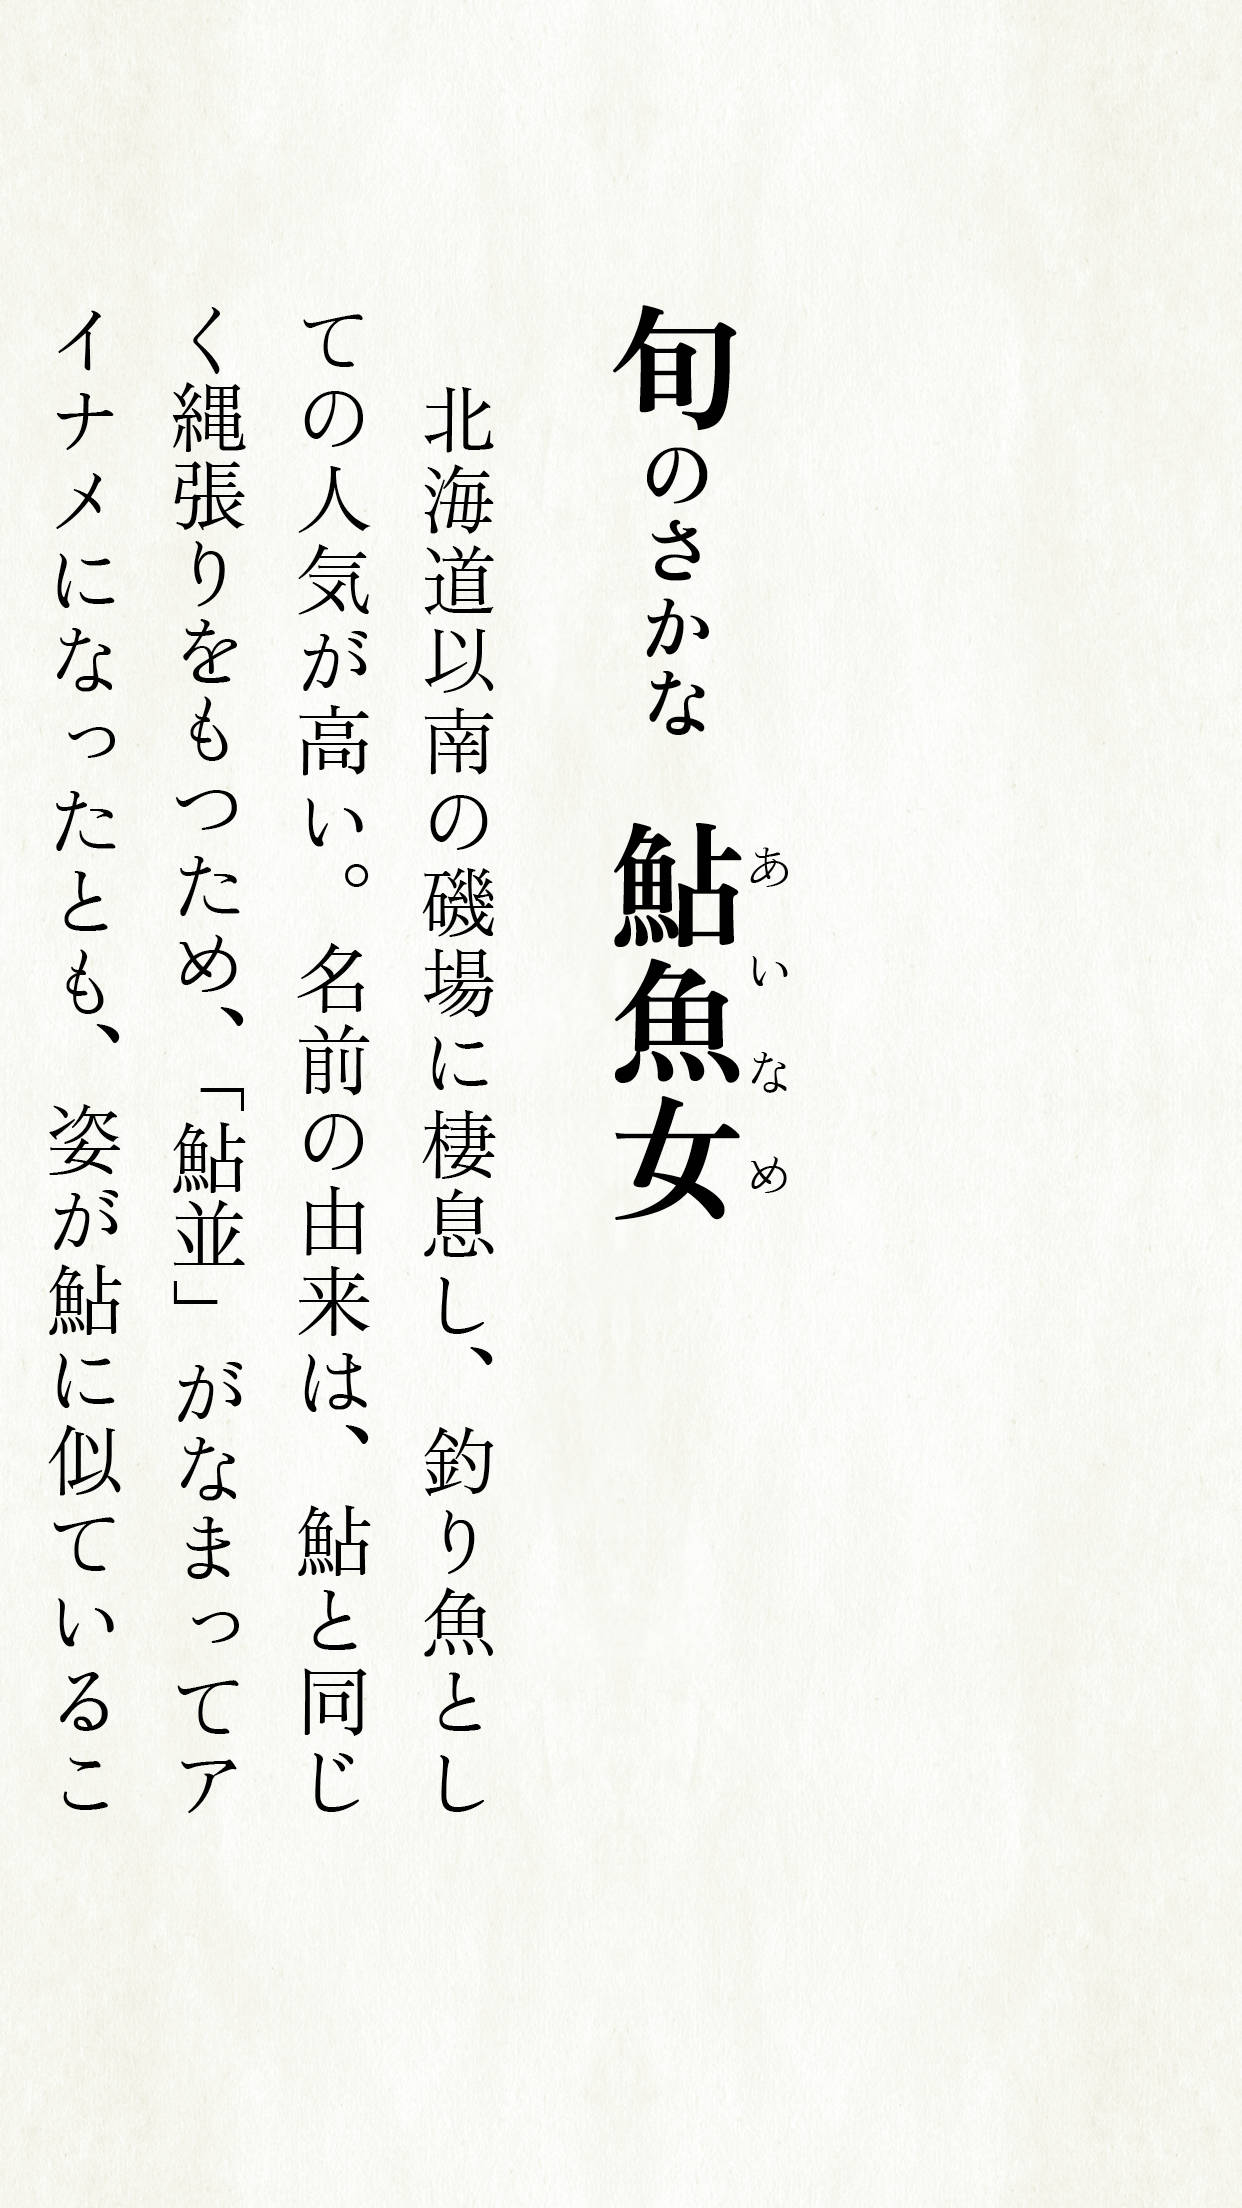 旬のさかな　鮎魚女
あいなめ
北海道以南の磯場に棲息し、釣り魚とし
ての人気が高い。名前の由来は、鮎と同じ
く縄張りをもつため、「鮎並」がなまってア
イナメになったとも、姿が鮎に似ているこ